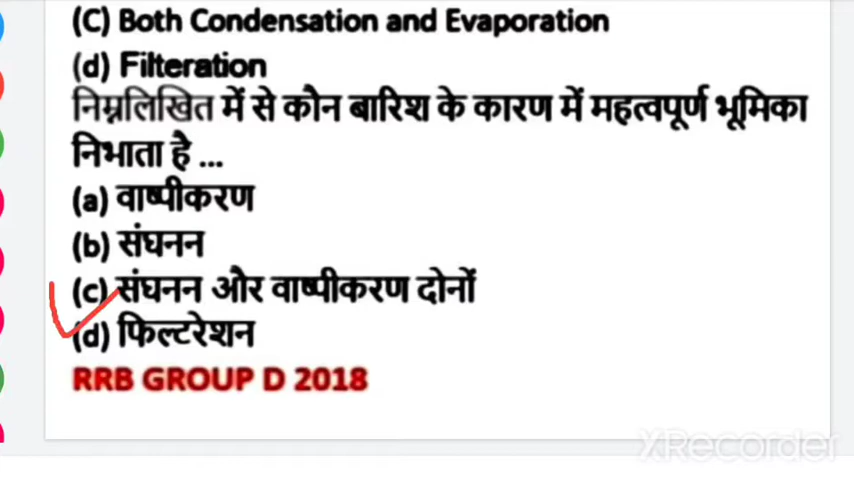 (C) Both Condensation and Evaporation
(d) Filteration
निम्नलिखित में से कौन बारिश के कारण में महत्वपूर्ण भूमिका
निभाता है ...
(a) वाष्पीकरण
(b) संघनन
(c) संघनन और वाष्पीकरण दोनों
(d) फिल्टरेशन
RRB GROUP D 2018
XRecorder